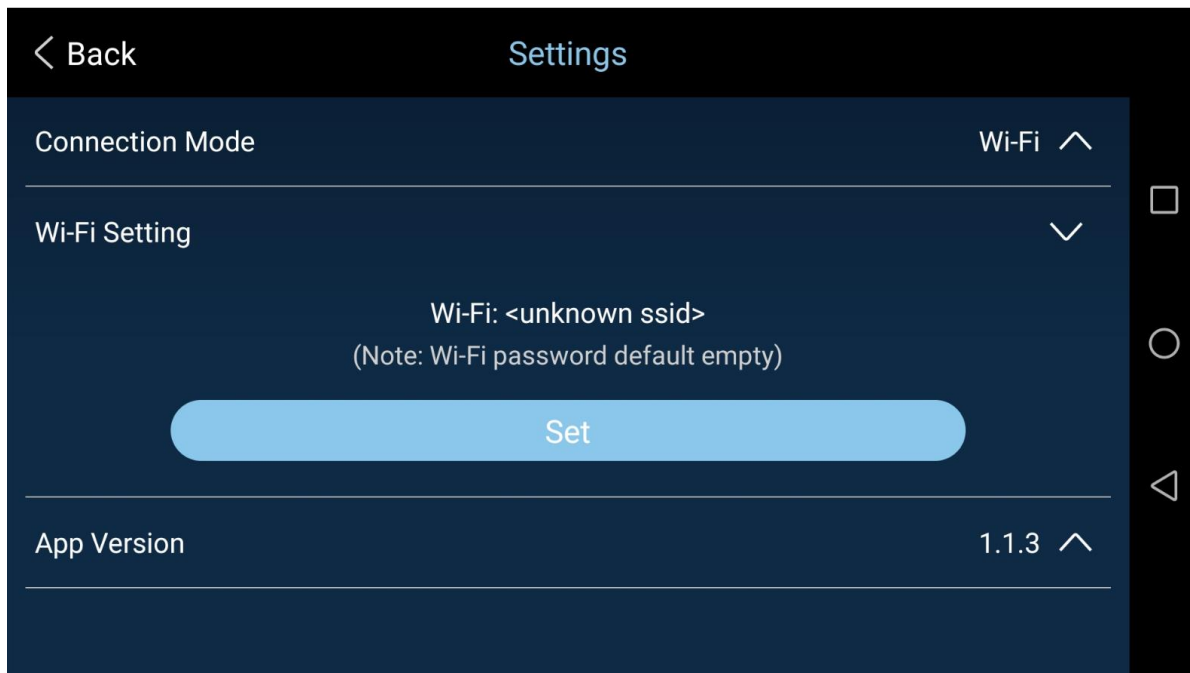 Back
Settings
Connection Mode
Wi-Fi
Wi-Fi Setting
Wi-Fi: <unknown ssid>
(Note: Wi-Fi password default empty)
Set
App Version
1.1.3